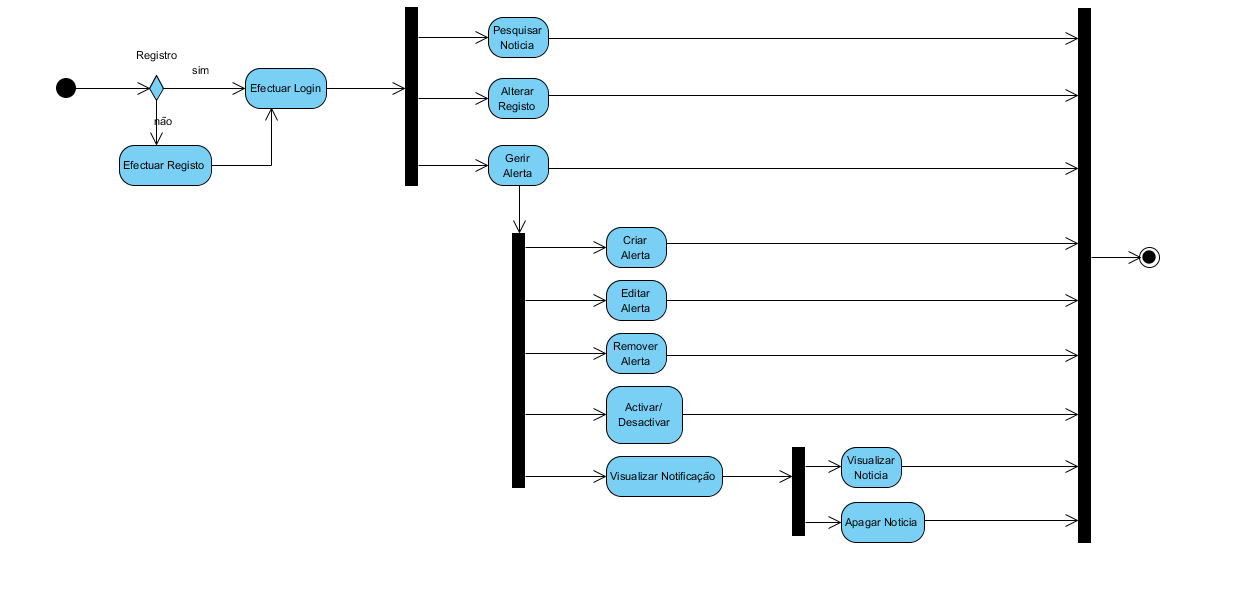 Registro
sim
não
Efectuar Login
Efectuar Registo
Pesquisar
Noticia
Alterar
Registo
Gerir
Alerta
Criar
Alerta
Editar
Alerta
Remover
Alerta
Activar/
Desactivar
Visualizar Notificação
Visualizar
Noticia
Apagar Noticia